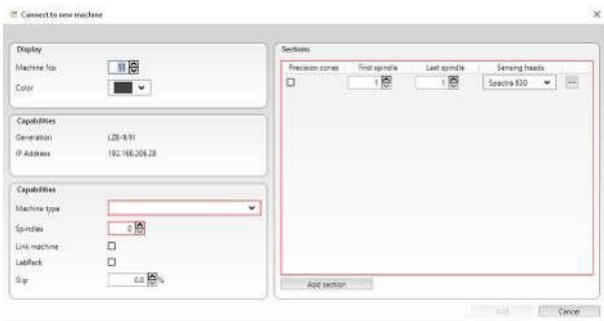 Connect to new machine
Display
Machine No. 11
Color
Capabilities
Generation
IP Address 192.168.206.28
Capabilities
Machine type
Spindles 0
Link machine
LabPack
Slip 0.0 %
Sections
Precision cones First spindle Last spindle Sensing heads
1 1 Spectra 830
Add section
Add Cancel